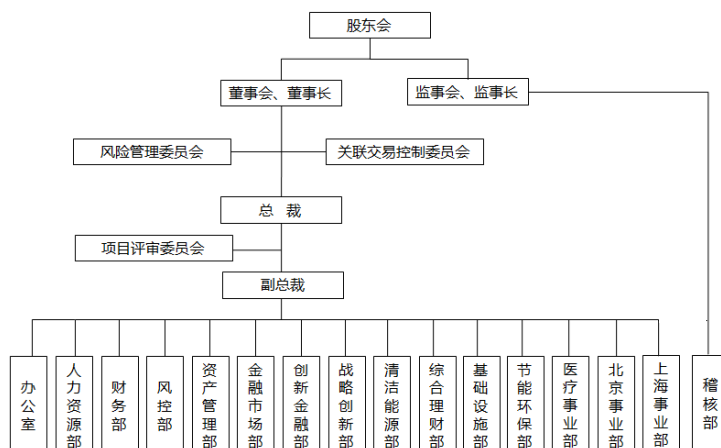 股东会
董事会、董事长
监事会、监事长
风险管理委员会
关联交易控制委员会
总 裁
项目评审委员会
副总裁
办公室
人力资源部
财务部
风控部
资产管理部
金融市场部
创新金融部
战略创新部
清洁能源部
综合理财部
基础设施部
节能环保部
医疗事业部
北京事业部
上海事业部
稽核部